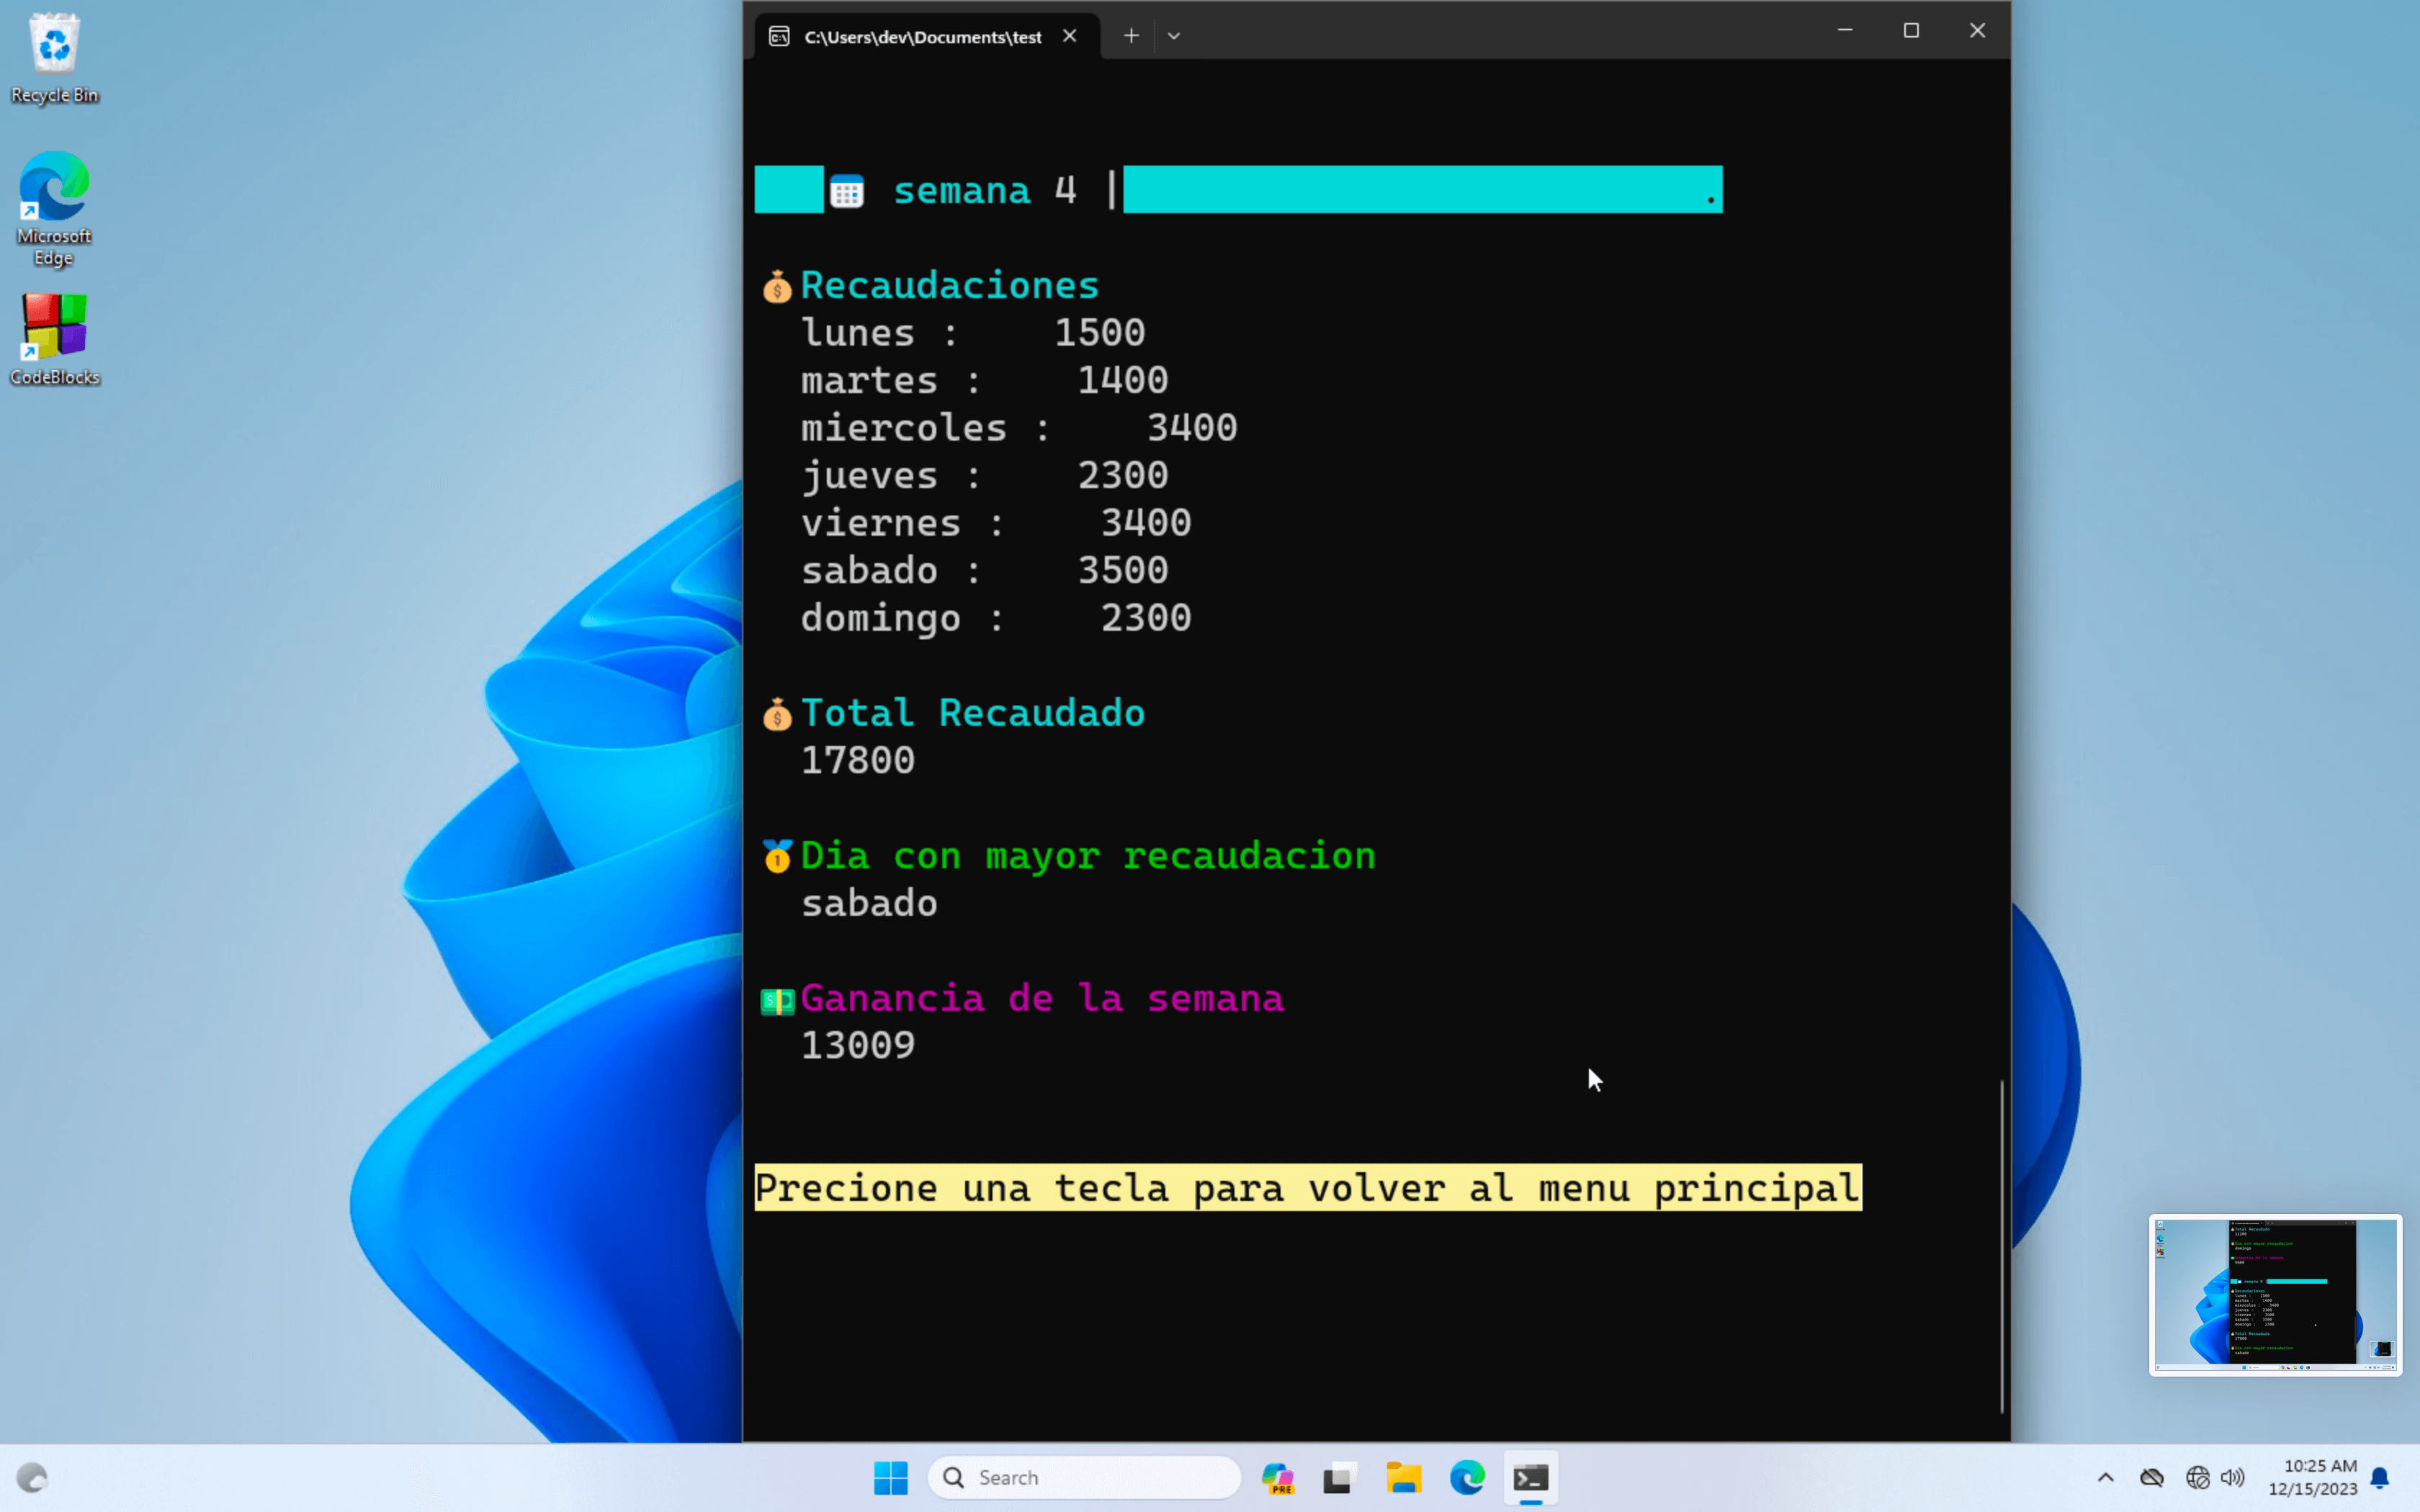 Recycle Bin
Microsoft
Edge
CodeBlocks
C:\Users\dev\Documents\test
semana 4 |
.
Recaudaciones
lunes : 1500
martes : 1400
miercoles : 3400
jueves : 2300
viernes : 3400
sabado : 3500
domingo : 2300
Total Recaudado
17800
Dia con mayor recaudacion
sabado
Ganancia de la semana
13009
Precione una tecla para volver al menu principal
Search
PRE
10:25 AM
12/15/2023